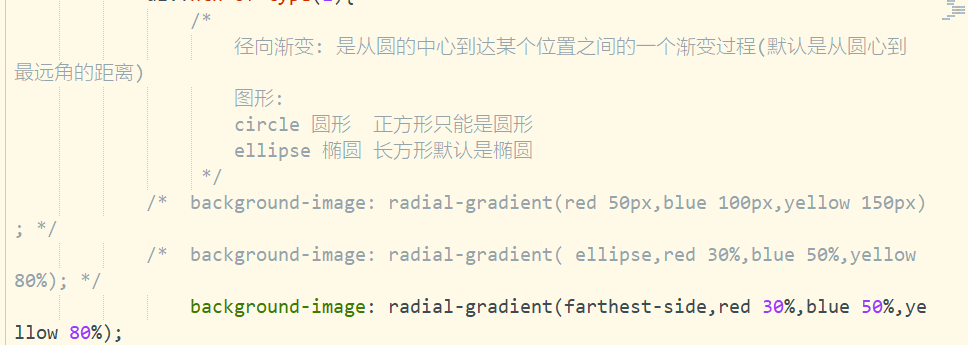 /*
径向渐变: 是从圆的中心到达某个位置之间的一个渐变过程(默认是从圆心到
最远角的距离)
图形:
circle 圆形  正方形只能是圆形
ellipse 椭圆 长方形默认是椭圆
*/
/*  background-image: radial-gradient(red 50px,blue 100px,yellow 150px)
; */
/*  background-image: radial-gradient( ellipse,red 30%,blue 50%,yellow
80%); */
background-image: radial-gradient(farthest-side,red 30%,blue 50%,ye
llow 80%);